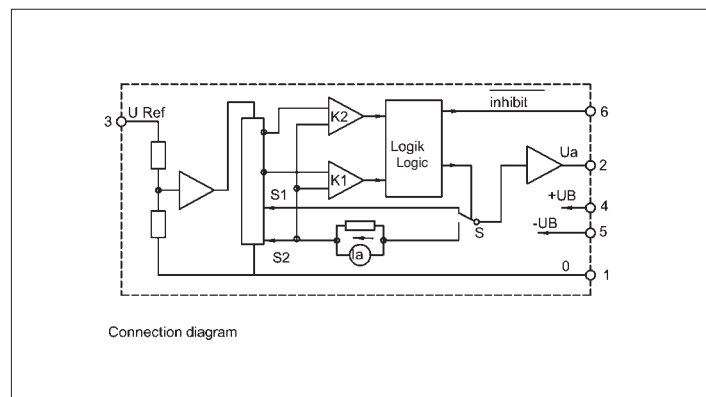 inhibit
U Ref
3
6
K2
Logik
Logic
Ua
2
K1
+UB
4
S1
S
-UB
5
S2
Ia
0
1
Connection diagram